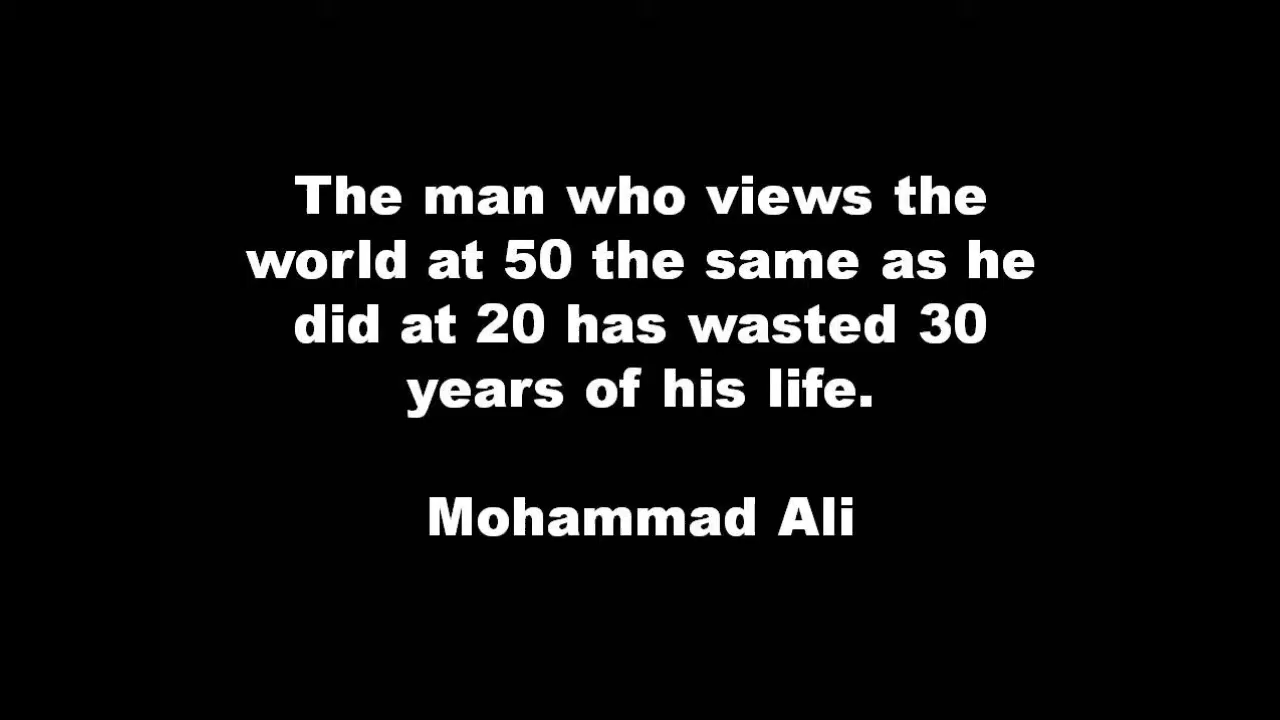 The man who views the
world at 50 the same as he
did at 20 has wasted 30
years of his life.
Mohammad Ali